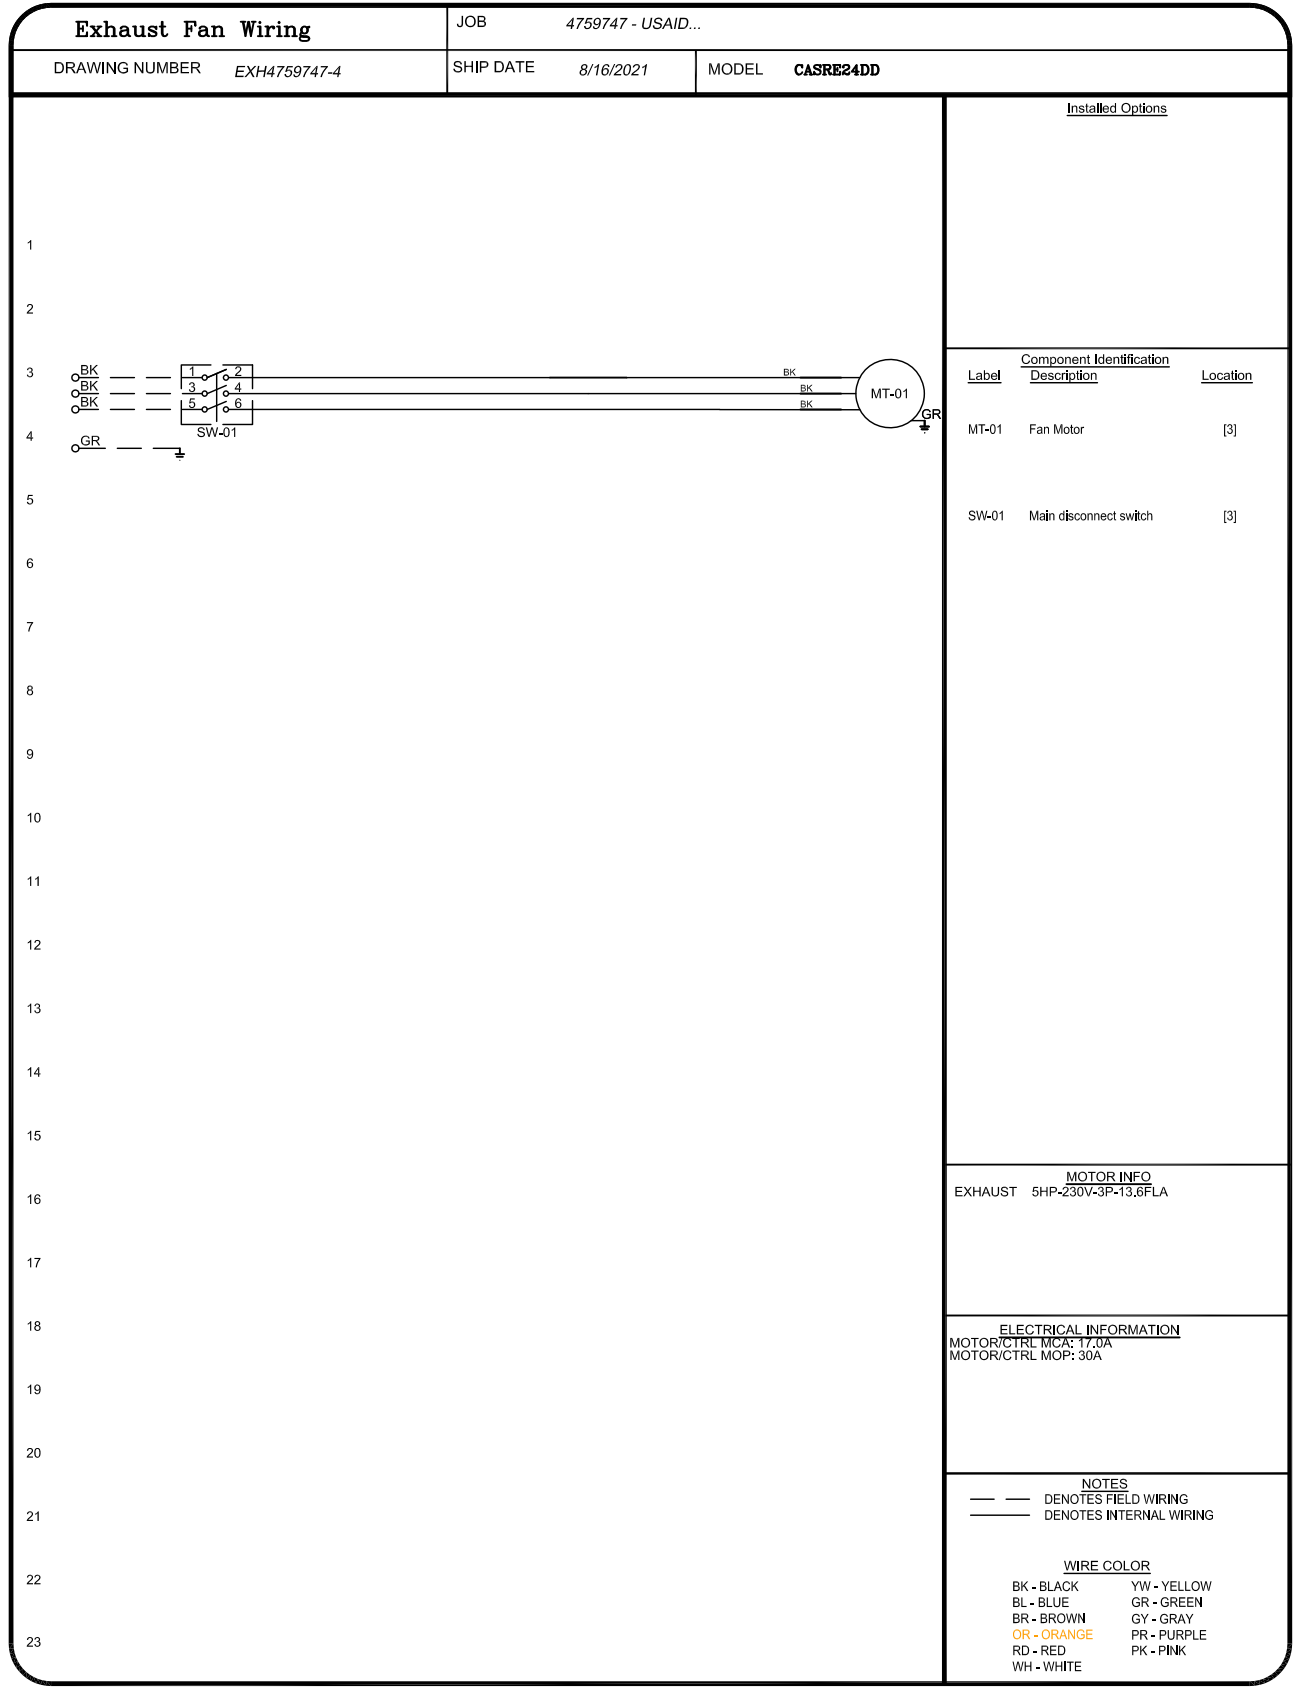 Exhaust Fan Wiring
JOB 4759747 - USAID...
DRAWING NUMBER EXH4759747-4
SHIP DATE 8/16/2021
MODEL CASRE24DD
Installed Options
1
2
3
BK 1 2 BK
BK 3 4 BK
BK 5 6 BK
MT-01
GR
SW-01
4
GR
5
6
7
8
9
10
11
12
13
14
15
16
17
18
19
20
21
22
23
Component Identification
Label Description Location
MT-01 Fan Motor [3]
SW-01 Main disconnect switch [3]
MOTOR INFO
EXHAUST 5HP-230V-3P-13.6FLA
ELECTRICAL INFORMATION
MOTOR/CTRL MCA: 17.0A
MOTOR/CTRL MOP: 30A
NOTES
DENOTES FIELD WIRING
DENOTES INTERNAL WIRING
WIRE COLOR
BK - BLACK YW - YELLOW
BL - BLUE GR - GREEN
BR - BROWN GY - GRAY
OR - ORANGE PR - PURPLE
RD - RED PK - PINK
WH - WHITE